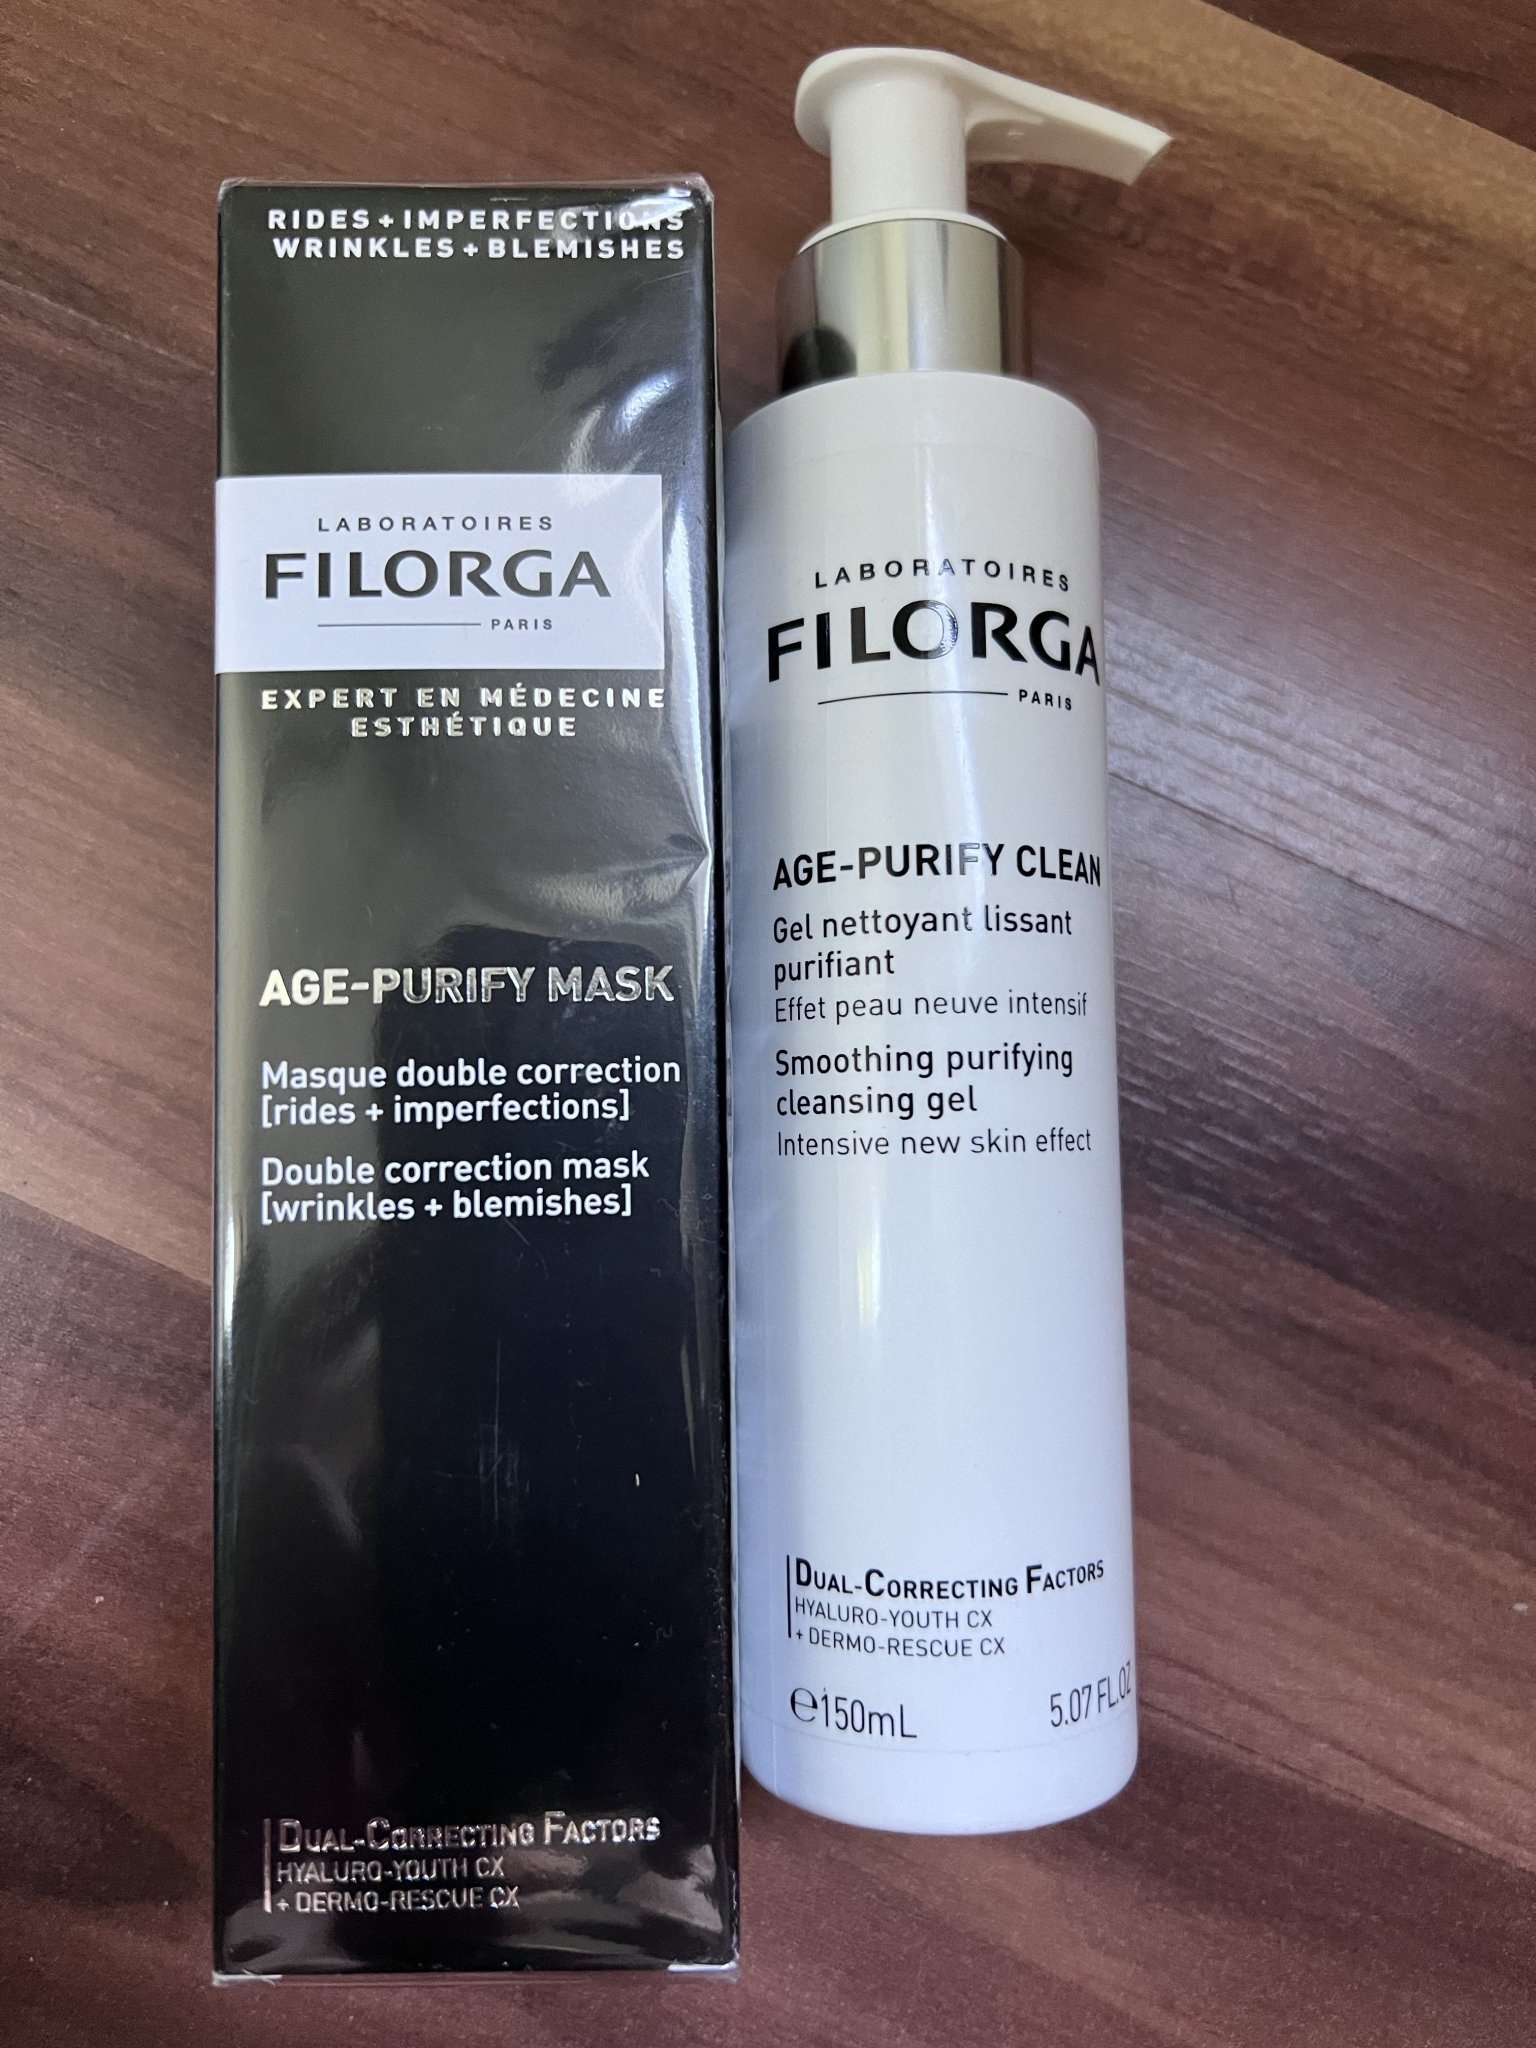 RIDES + IMPERFECTIONS
WRINKLES + BLEMISHES
LABORATOIRES
FILORGA
PARIS
EXPERT EN MÉDECINE
ESTHÉTIQUE
AGE-PURIFY MASK
Masque double correction
[rides + imperfections]
Double correction mask
[wrinkles + blemishes]
DUAL-CORRECTING FACTORS
HYALURO-YOUTH CX
+ DERMO-RESCUE CX
LABORATOIRES
FILORGA
PARIS
AGE-PURIFY CLEAN
Gel nettoyant lissant
purifiant
Effet peau neuve intensif
Smoothing purifying
cleansing gel
Intensive new skin effect
DUAL-CORRECTING FACTORS
HYALURO-YOUTH CX
+ DERMO-RESCUE CX
℮150mL 5.07 FL.OZ